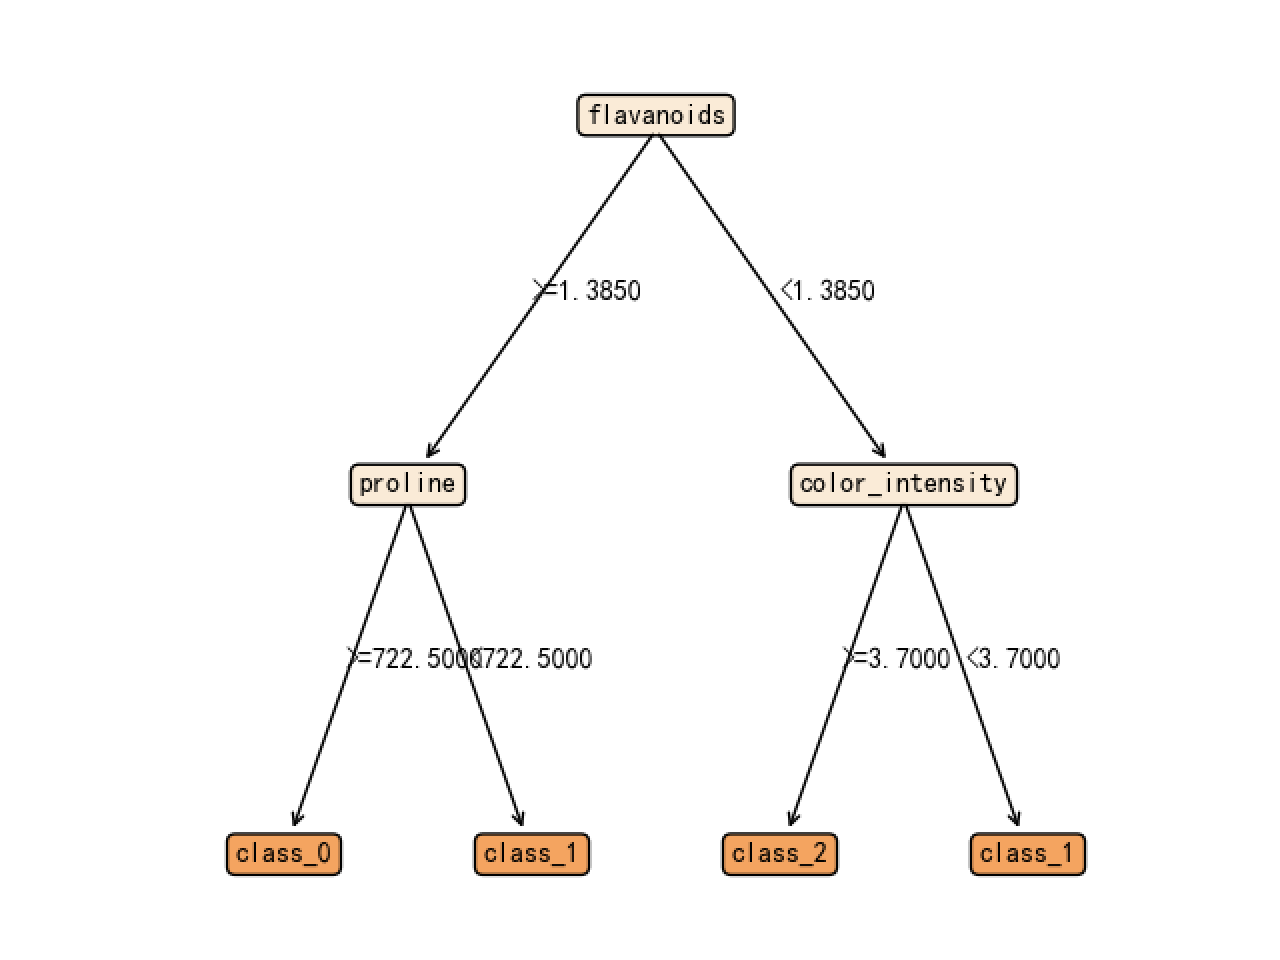 flavanoids
>=1.3850
<1.3850
proline
color_intensity
>=722.5000
<722.5000
>=3.7000
<3.7000
class_0
class_1
class_2
class_1